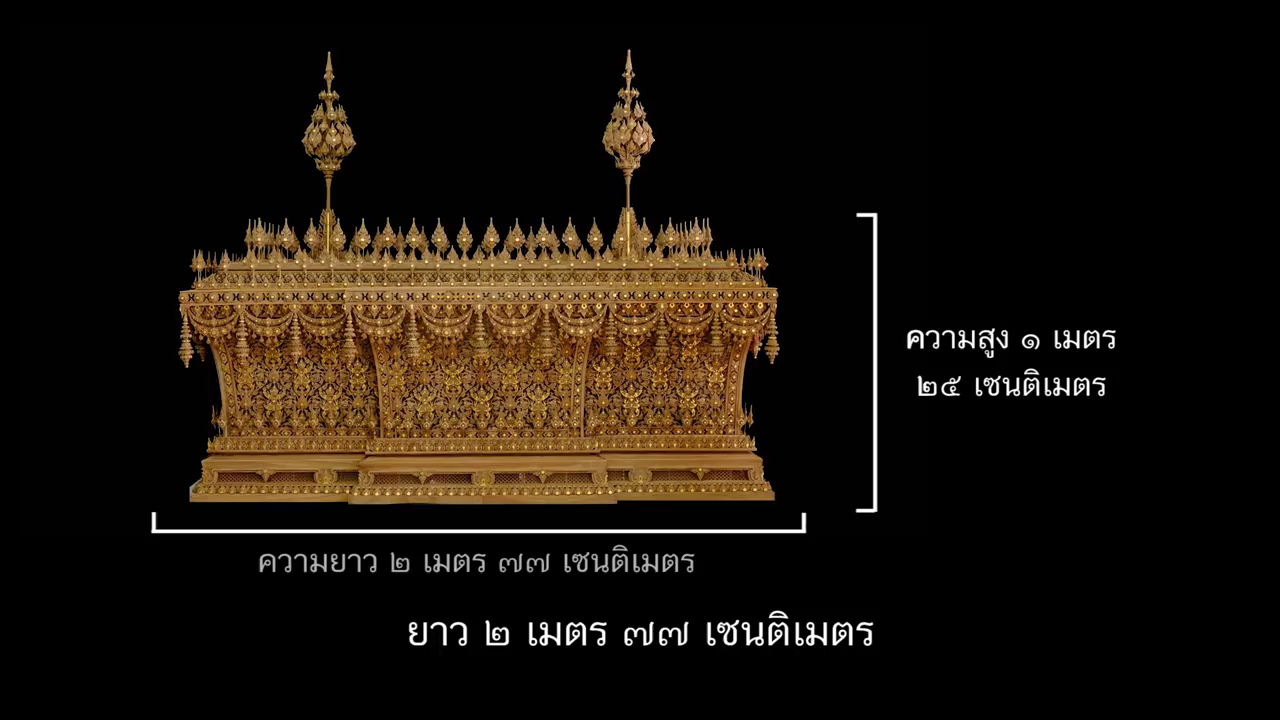 ความสูง ๑ เมตร
๒๕ เซนติเมตร
ความยาว ๒ เมตร ๗๗ เซนติเมตร
ยาว ๒ เมตร ๗๗ เซนติเมตร